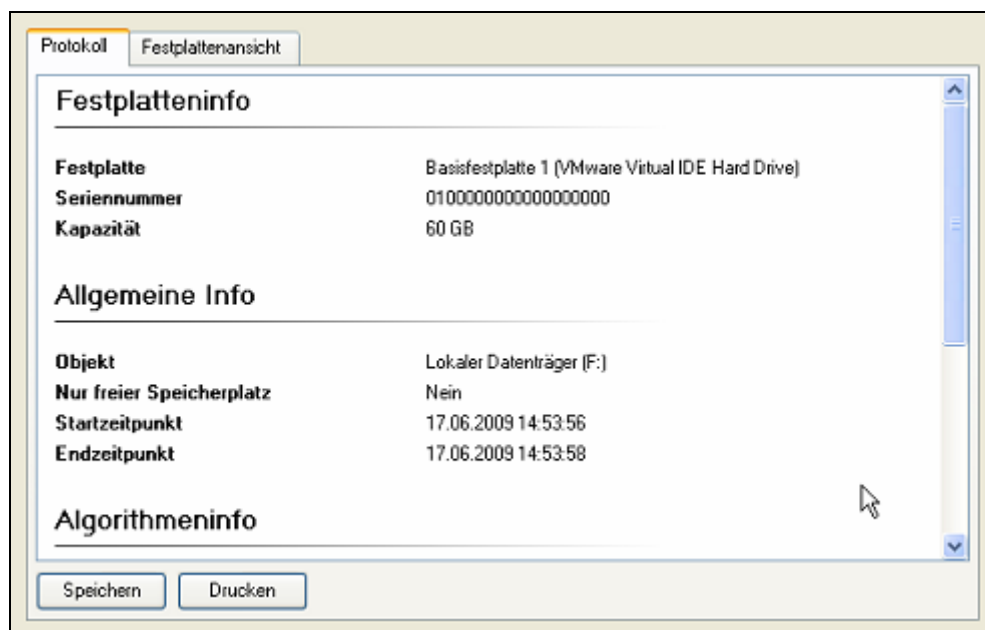 Protokoll Festplattenansicht
Festplatteninfo
Festplatte Basisfestplatte 1 (VMware Virtual IDE Hard Drive)
Seriennummer 0100000000000000000
Kapazität 60 GB
Allgemeine Info
Objekt Lokaler Datenträger (F:)
Nur freier Speicherplatz Nein
Startzeitpunkt 17.06.2009 14:53:56
Endzeitpunkt 17.06.2009 14:53:58
Algorithmeninfo
Speichern Drucken